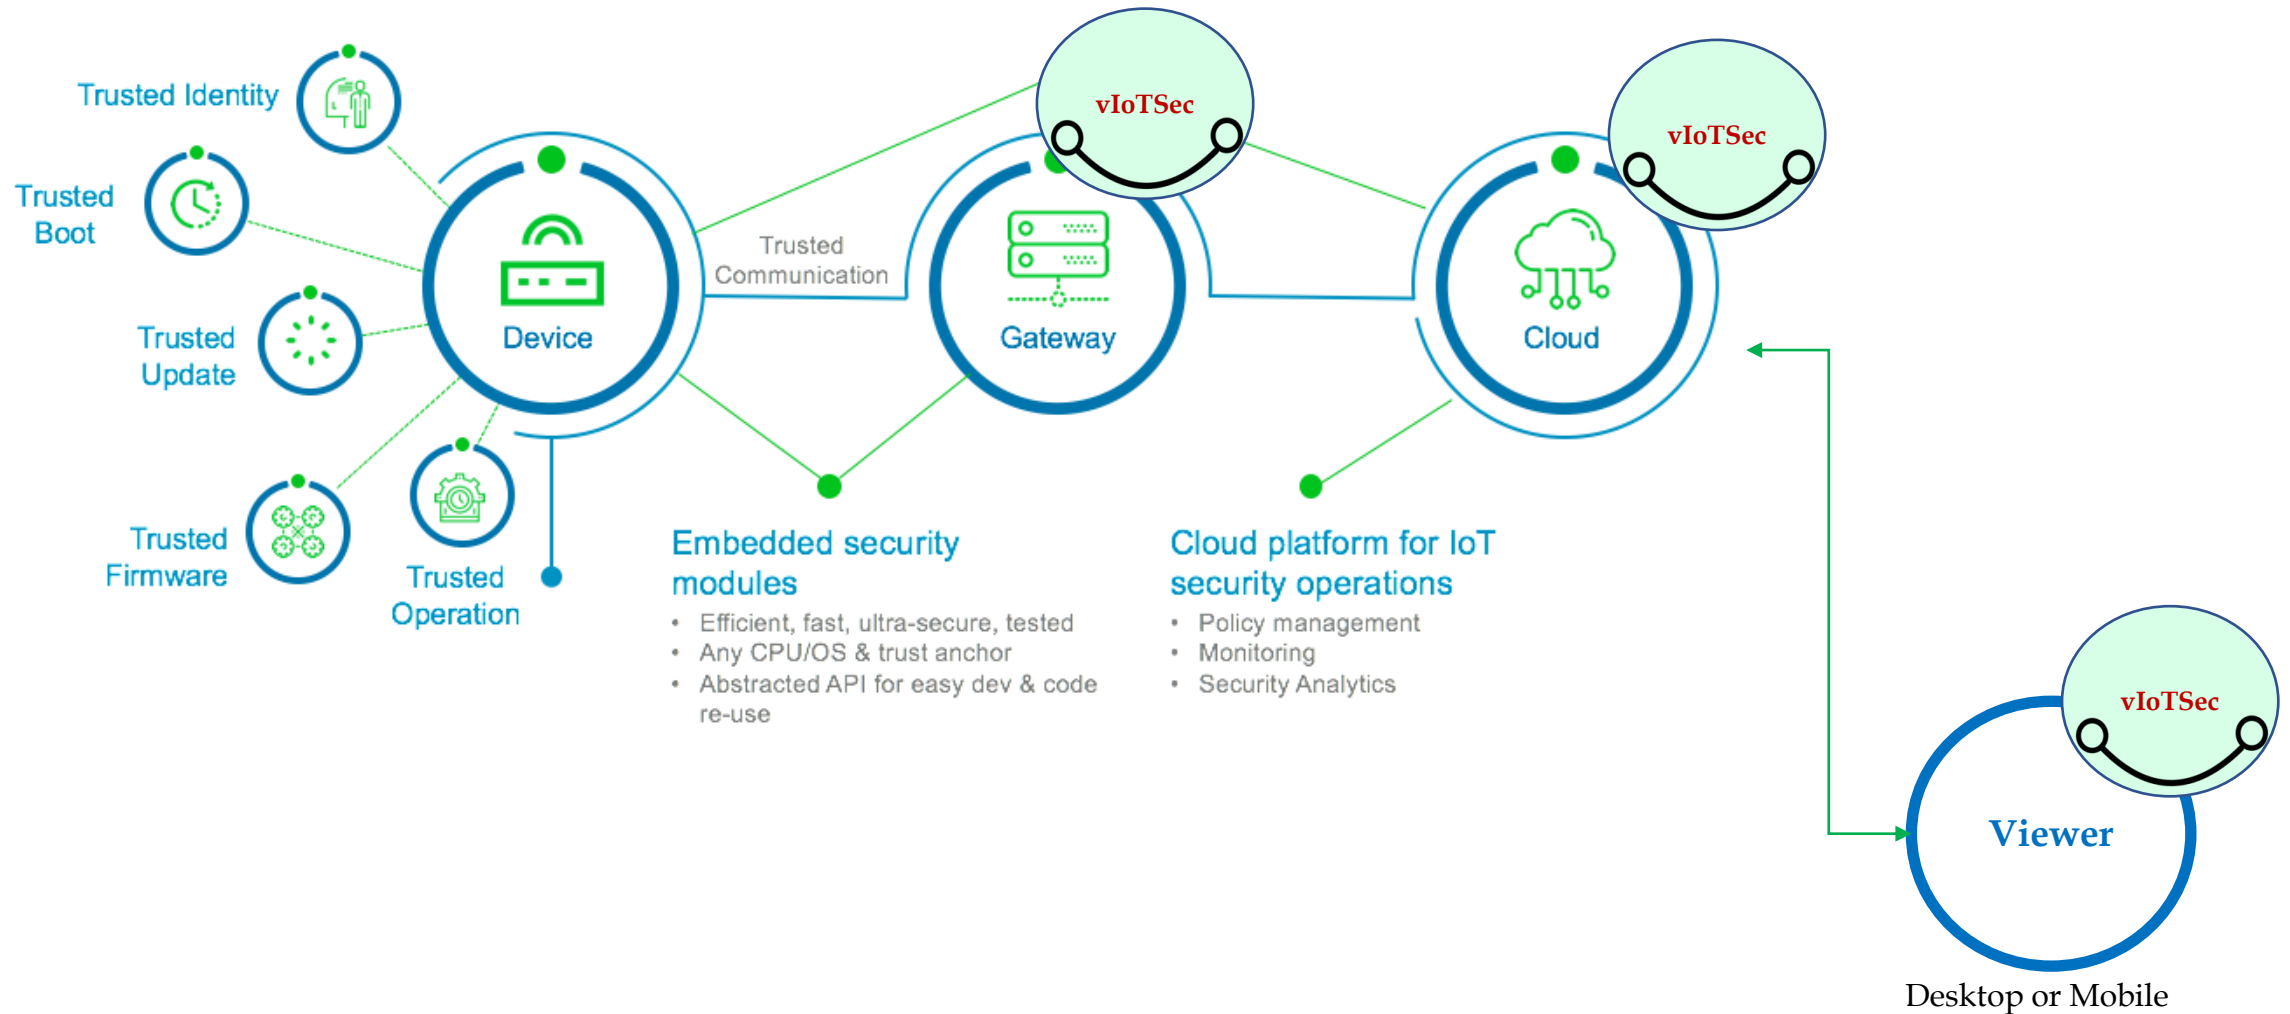 Trusted Identity
Trusted
Boot
Trusted
Update
Trusted
Firmware
Trusted
Operation
Device
Trusted
Communication
vIoTSec
Gateway
vIoTSec
Cloud
Embedded security
modules
• Efficient, fast, ultra-secure, tested
• Any CPU/OS & trust anchor
• Abstracted API for easy dev & code
re-use
Cloud platform for IoT
security operations
• Policy management
• Monitoring
• Security Analytics
vIoTSec
Viewer
Desktop or Mobile